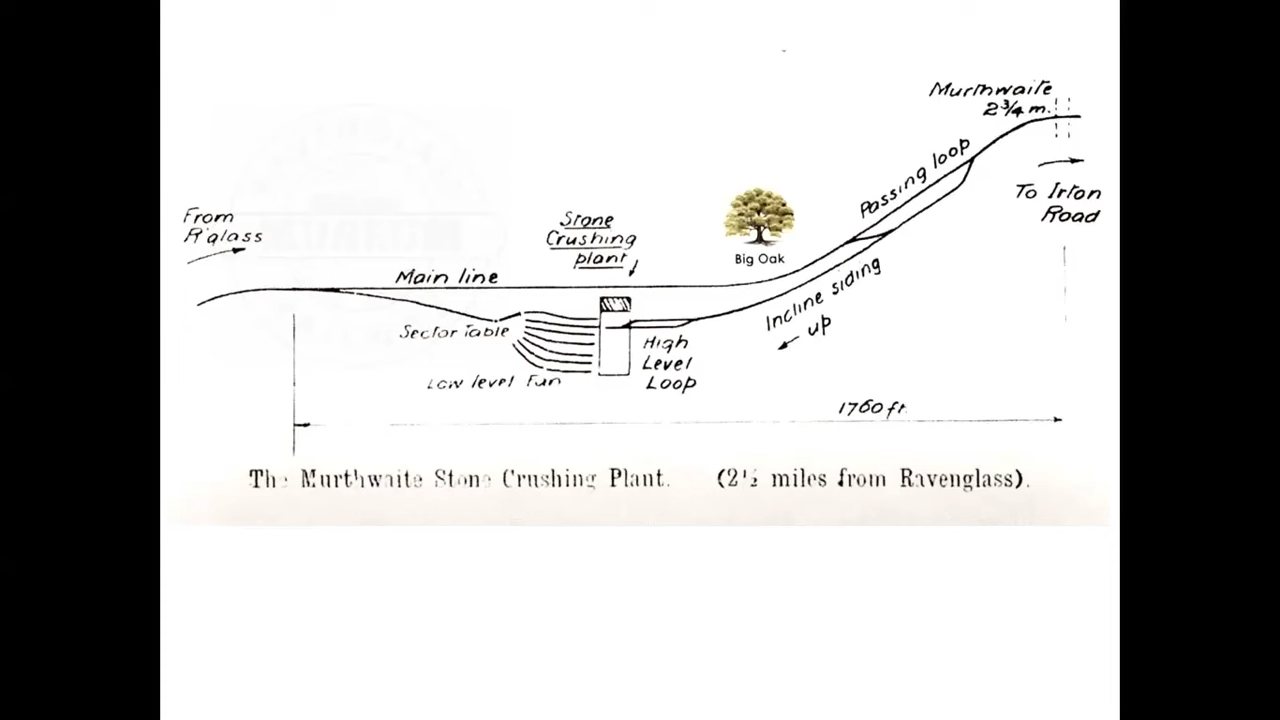 Murthwaite
2¾ m.
Passing loop
To Irton
Road
From
R'glass
Stone
Crushing
plant
Big Oak
Main line
Incline siding
up
Sector Table
High
Level
Loop
Low level Fan
1760 ft.
The Murthwaite Stone Crushing Plant. (2½ miles from Ravenglass).